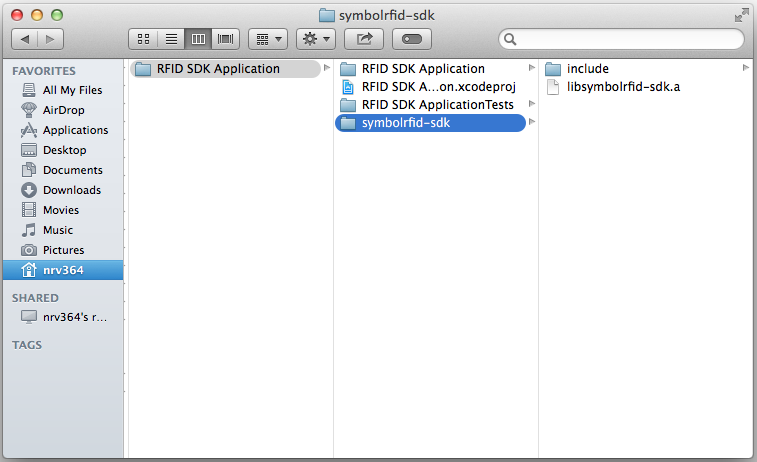 symbolrfid-sdk
FAVORITES
All My Files
AirDrop
Applications
Desktop
Documents
Downloads
Movies
Music
Pictures
nrv364
SHARED
nrv364's r...
TAGS
RFID SDK Application
RFID SDK Application
RFID SDK A...on.xcodeproj
RFID SDK ApplicationTests
symbolrfid-sdk
include
libsymbolrfid-sdk.a